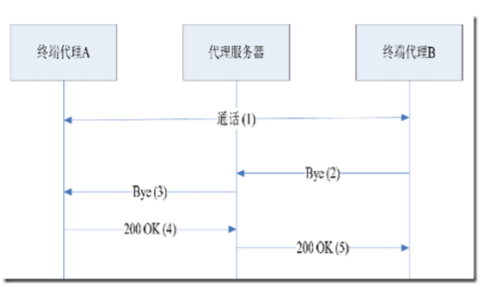 终端代理A
代理服务器
终端代理B
通话(1)
Bye (2)
Bye (3)
200 OK (4)
200 OK (5)